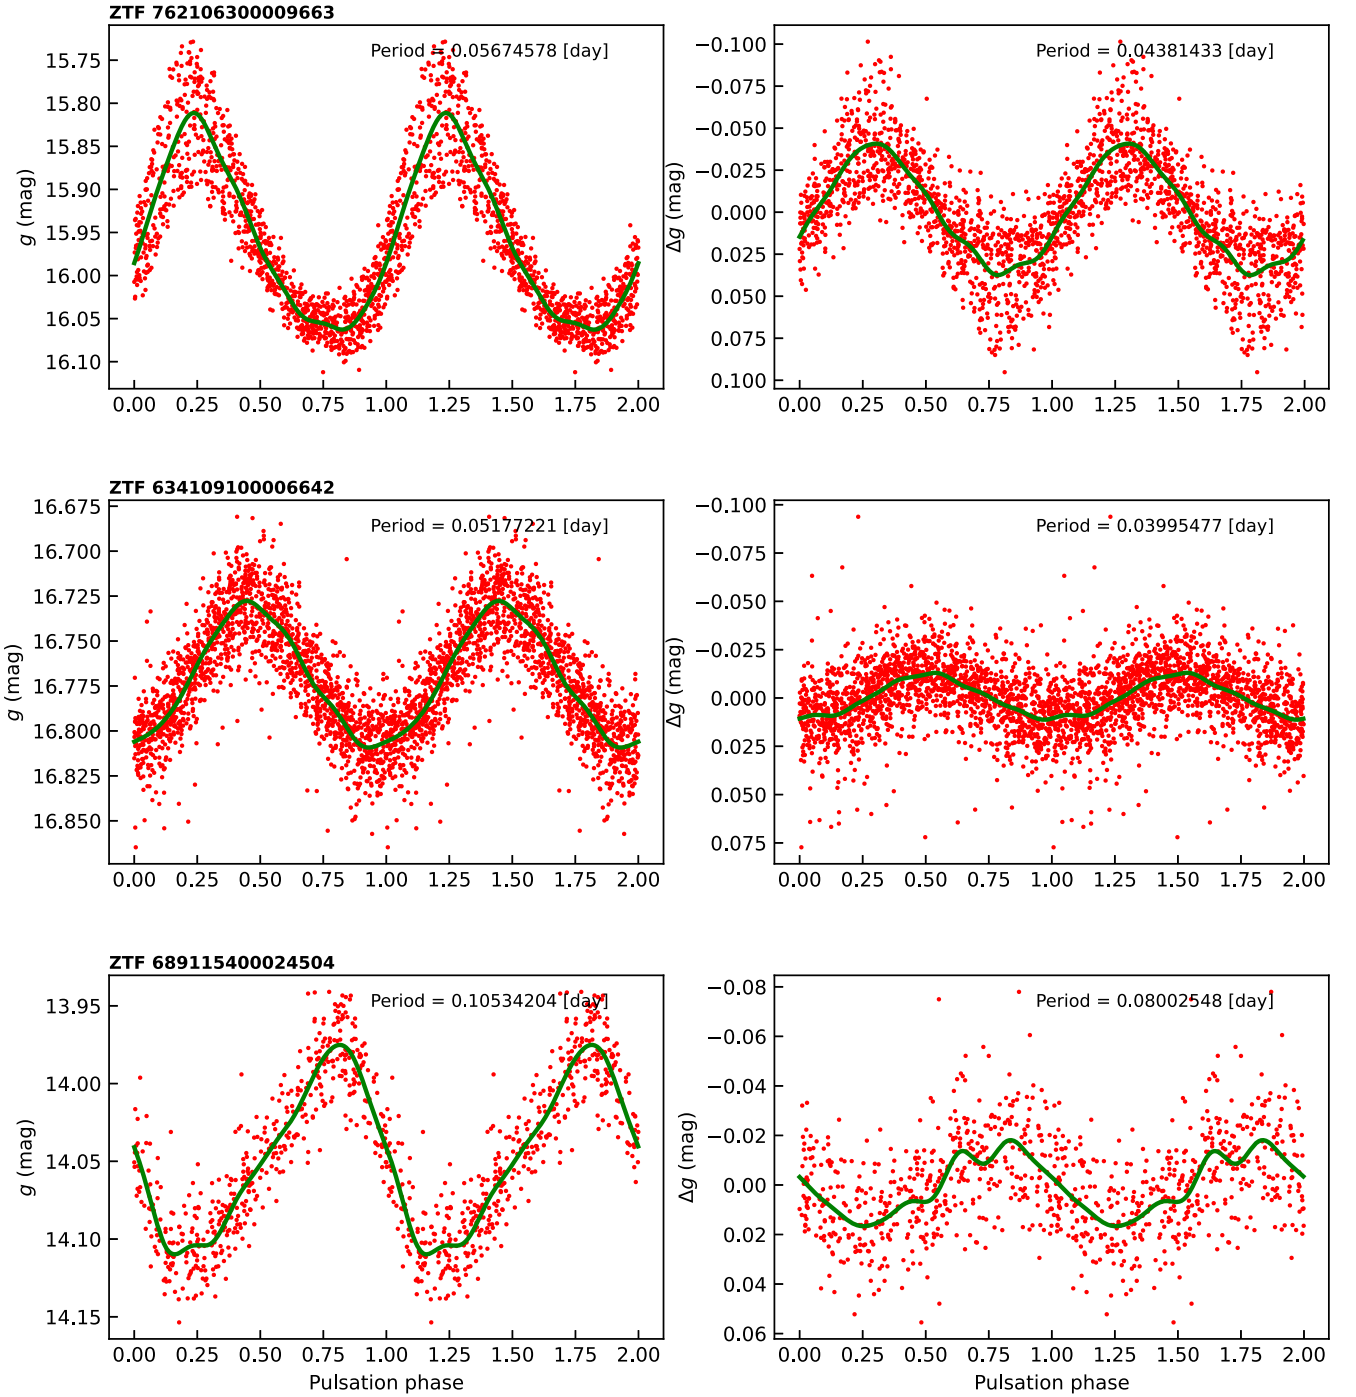 ZTF 762106300009663
Period = 0.05674578 [day]
g (mag)
15.75
15.80
15.85
15.90
15.95
16.00
16.05
16.10
0.00 0.25 0.50 0.75 1.00 1.25 1.50 1.75 2.00
Period = 0.04381433 [day]
Δg (mag)
−0.100
−0.050
−0.025
0.000
0.025
0.050
0.100
0.00 0.25 0.50 0.75 1.00 1.25 1.50 1.75 2.00
ZTF 634109100006642
Period = 0.05177221 [day]
g (mag)
16.675
16.700
16.725
16.750
16.775
16.800
16.825
16.850
0.00 0.25 0.50 0.75 1.00 1.25 1.50 1.75 2.00
Period = 0.03995477 [day]
Δg (mag)
−0.100
−0.075
−0.050
−0.025
0.000
0.025
0.050
0.075
0.00 0.25 0.50 0.75 1.00 1.25 1.50 1.75 2.00
ZTF 689115400024504
Period = 0.10534204 [day]
g (mag)
13.95
14.00
14.05
14.10
14.15
0.00 0.25 0.50 0.75 1.00 1.25 1.50 1.75 2.00
Pulsation phase
Period = 0.08002548 [day]
Δg (mag)
−0.08
−0.06
−0.04
−0.02
0.00
0.02
0.04
0.06
0.00 0.25 0.50 0.75 1.00 1.25 1.50 1.75 2.00
Pulsation phase